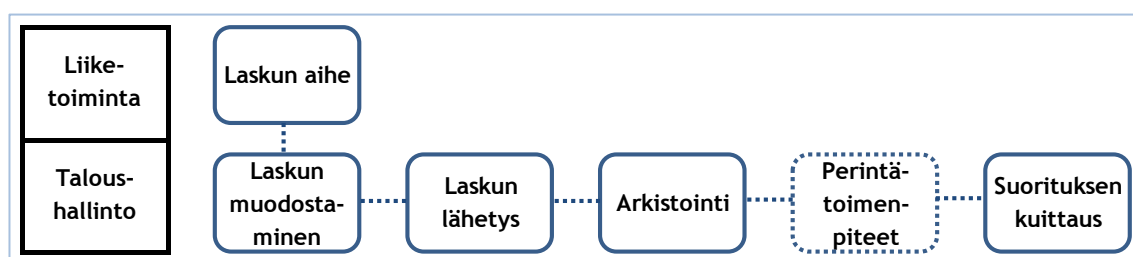 Liike-
toiminta
Laskun aihe
Talous-
hallinto
Laskun
muodosta-
minen
Laskun
lähetys
Arkistointi
Perintä-
toimen-
piteet
Suorituksen
kuittaus